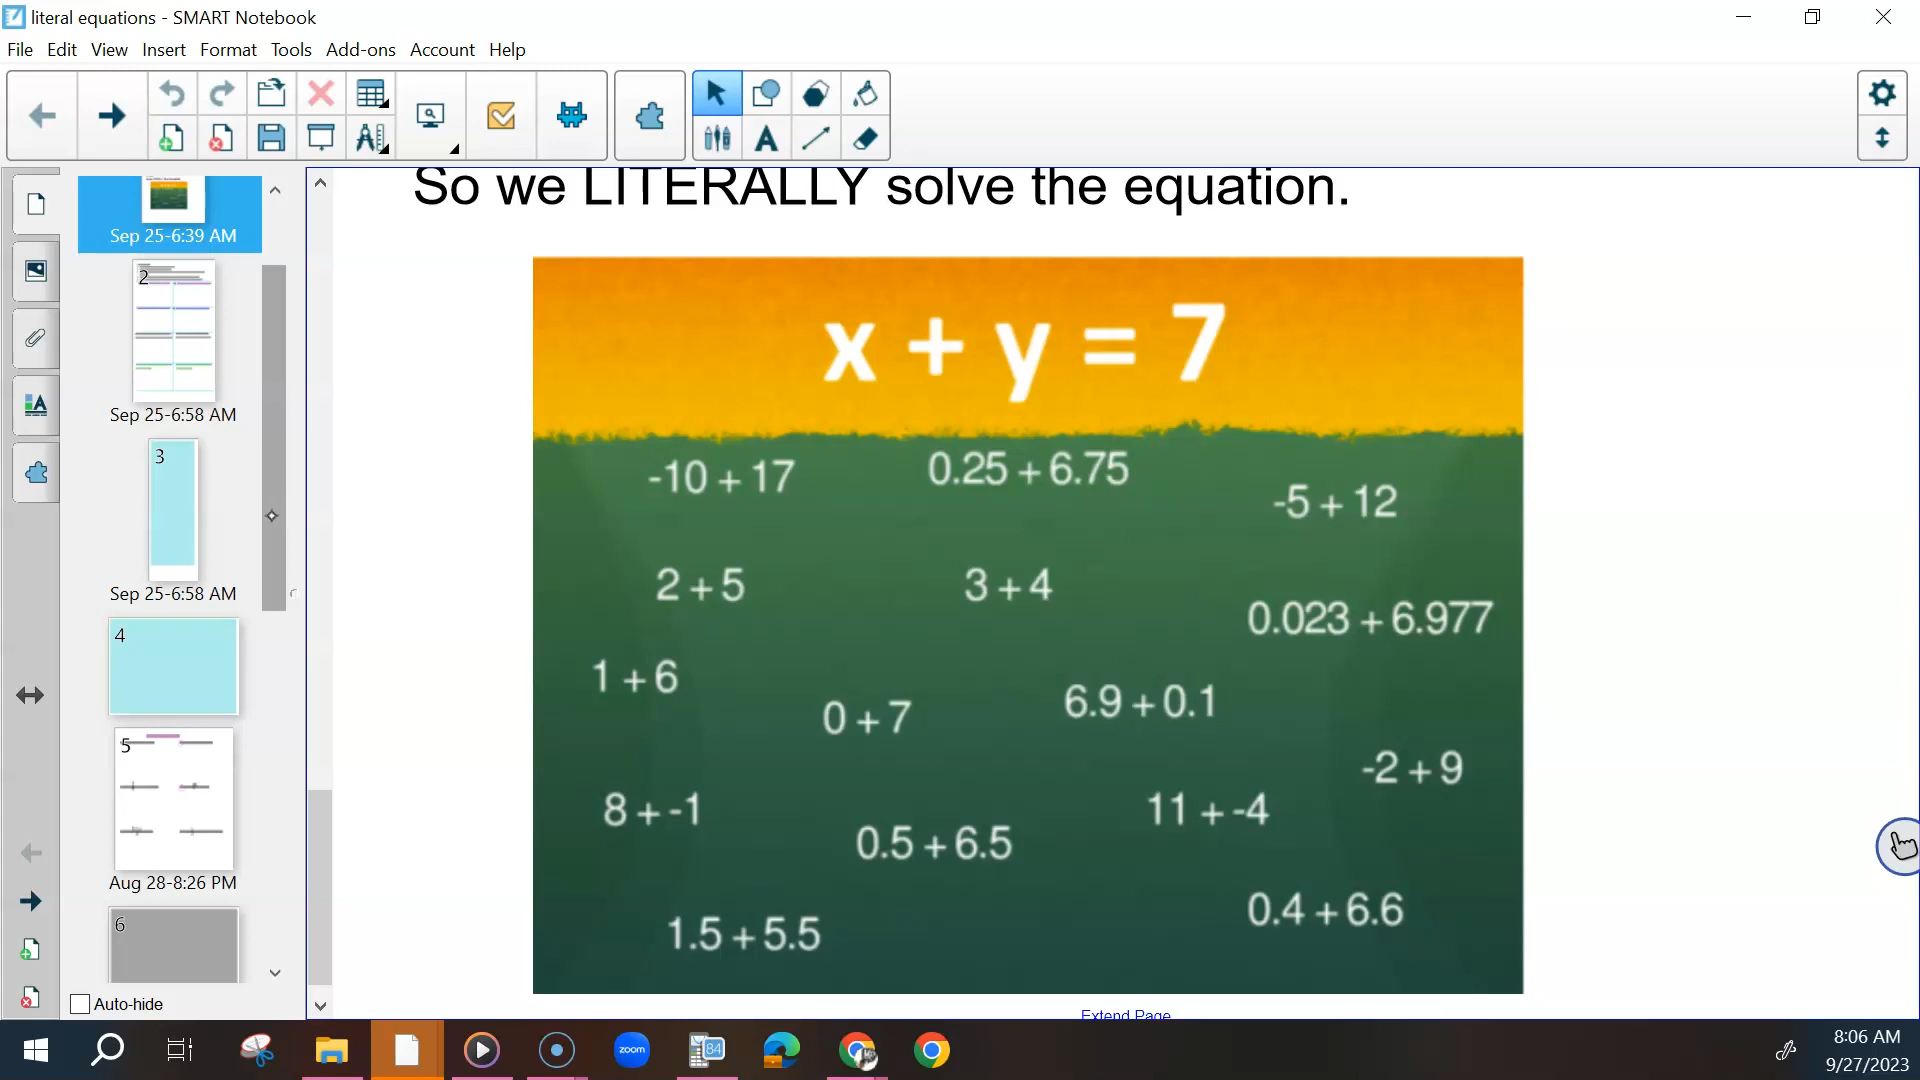 literal equations - SMART Notebook
File Edit View Insert Format Tools Add-ons Account Help
So we LITERALLY solve the equation.
Sep 25-6:39 AM
2
Sep 25-6:58 AM
3
Sep 25-6:58 AM
4
5
Aug 28-8:26 PM
6
Auto-hide
x + y = 7
-10 + 17
0.25 + 6.75
-5 + 12
2 + 5
3 + 4
0.023 + 6.977
1 + 6
0 + 7
6.9 + 0.1
-2 + 9
8 + -1
11 + -4
0.5 + 6.5
1.5 + 5.5
0.4 + 6.6
Extend Page
zoom
84
8:06 AM
9/27/2023